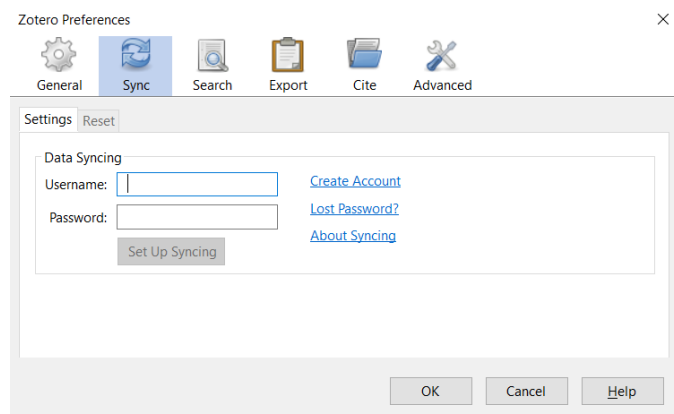 Zotero Preferences
General Sync Search Export Cite Advanced
Settings Reset
Data Syncing
Username: Create Account
Password: Lost Password?
Set Up Syncing About Syncing
OK Cancel Help